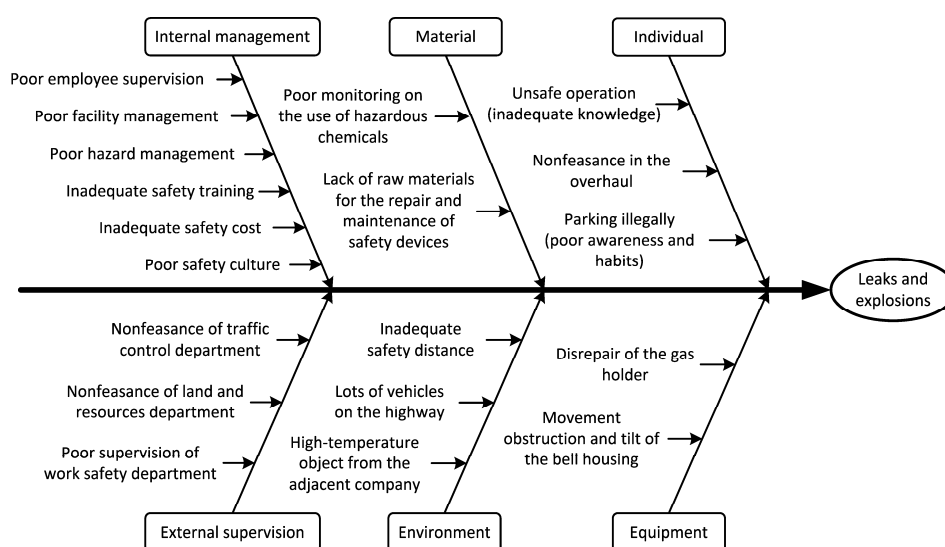 Internal management
Material
Individual
Poor employee supervision
Poor facility management
Poor hazard management
Inadequate safety training
Inadequate safety cost
Poor safety culture
Poor monitoring on
the use of hazardous
chemicals
Lack of raw materials
for the repair and
maintenance of
safety devices
Unsafe operation
(inadequate knowledge)
Nonfeasance in the
overhaul
Parking illegally
(poor awareness and
habits)
Leaks and
explosions
Nonfeasance of traffic
control department
Nonfeasance of land and
resources department
Poor supervision of
work safety department
Inadequate
safety distance
Lots of vehicles
on the highway
High-temperature
object from the
adjacent company
Disrepair of the gas
holder
Movement
obstruction and tilt of
the bell housing
External supervision
Environment
Equipment